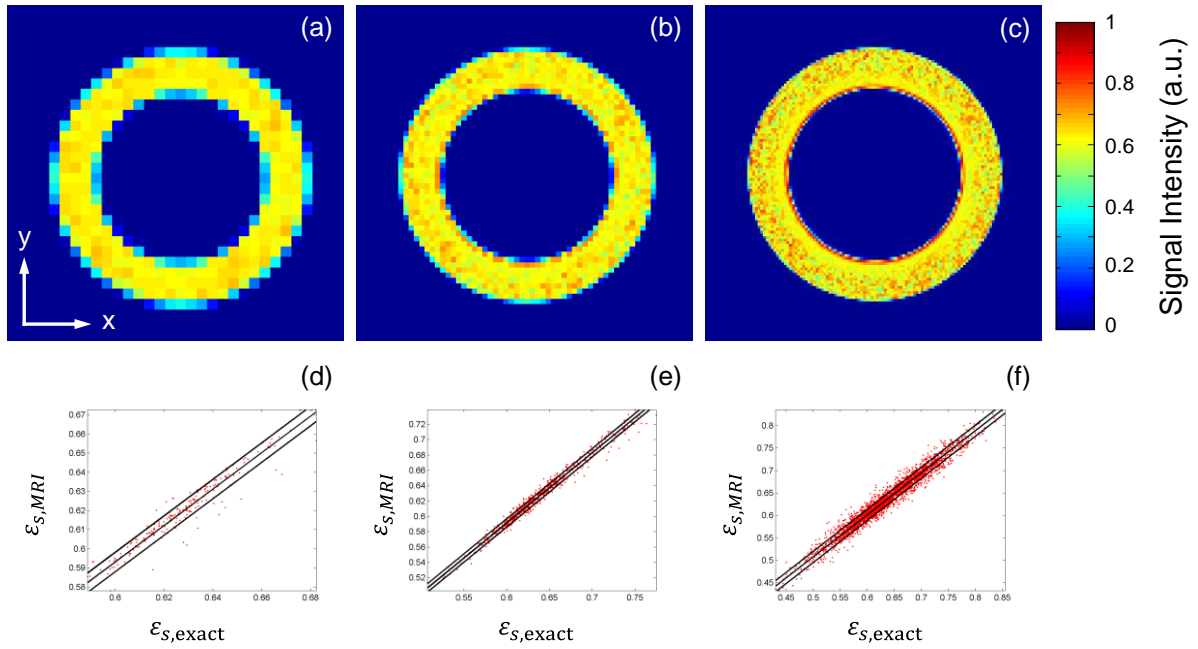 (a)
(b)
(c)
y
x
1
0.8
0.6
0.4
0.2
0
Signal Intensity (a.u.)
(d)
(e)
(f)
0.67
0.66
0.65
0.64
0.63
0.62
0.61
0.6
0.59
0.58
0.6 0.62 0.64 0.66 0.68
εs,MRI
εs,exact
0.72
0.7
0.68
0.66
0.64
0.62
0.6
0.58
0.56
0.54
0.52
0.55 0.6 0.65 0.7 0.75
εs,MRI
εs,exact
0.8
0.75
0.7
0.65
0.6
0.55
0.5
0.45
0.45 0.5 0.55 0.6 0.65 0.7 0.75 0.8 0.85
εs,MRI
εs,exact